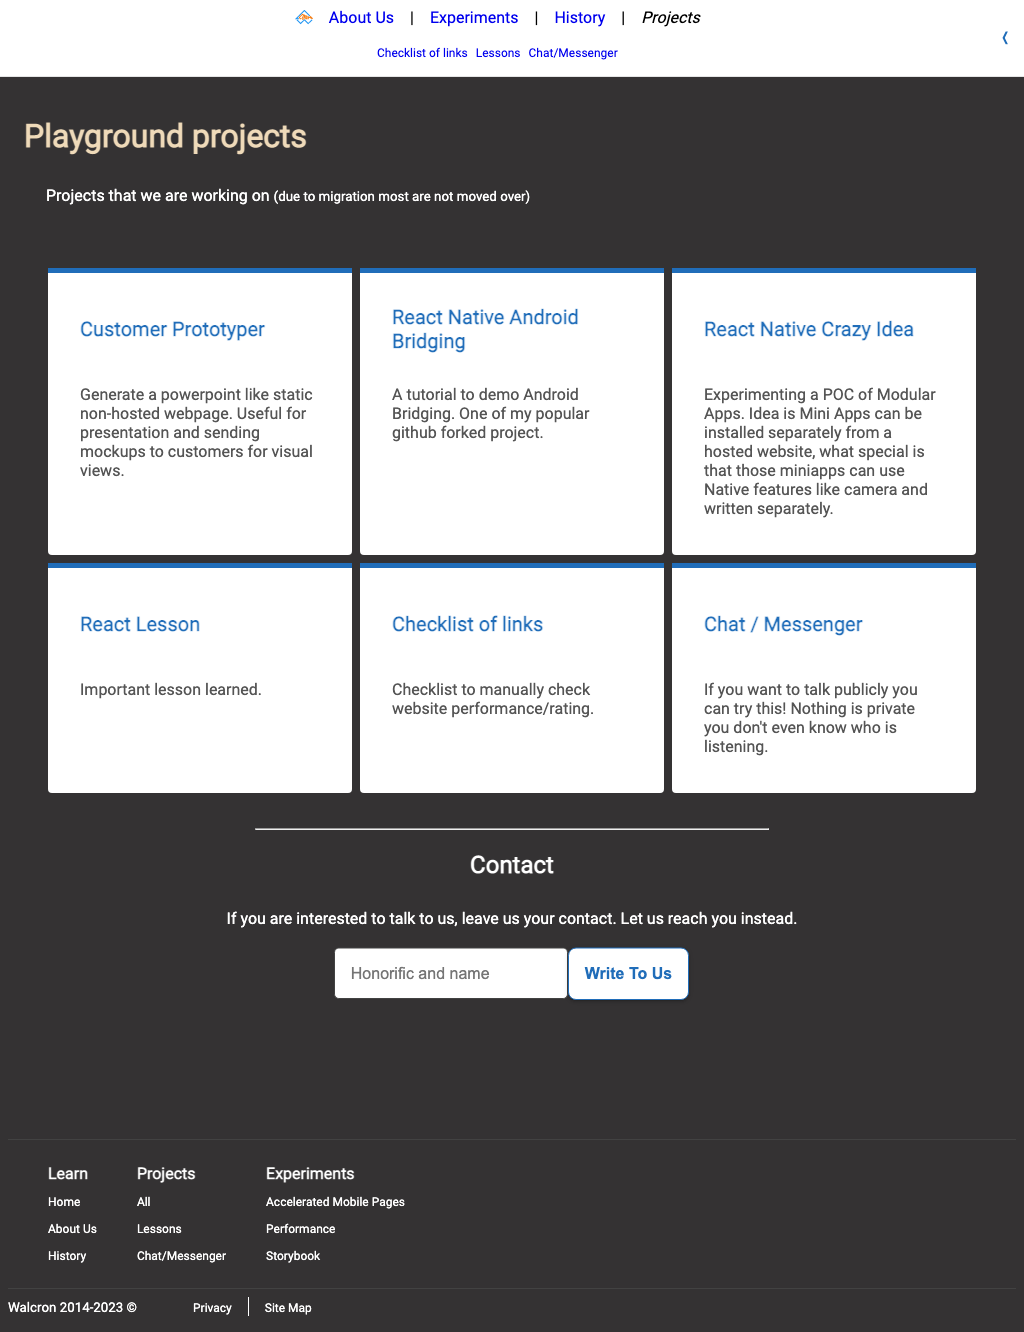 About Us | Experiments | History | Projects
❬
Checklist of links Lessons Chat/Messenger
Playground projects
Projects that we are working on (due to migration most are not moved over)
Customer Prototyper
Generate a powerpoint like static
non-hosted webpage. Useful for
presentation and sending
mockups to customers for visual
views.
React Native Android
Bridging
A tutorial to demo Android
Bridging. One of my popular
github forked project.
React Native Crazy Idea
Experimenting a POC of Modular
Apps. Idea is Mini Apps can be
installed separately from a
hosted website, what special is
that those miniapps can use
Native features like camera and
written separately.
React Lesson
Important lesson learned.
Checklist of links
Checklist to manually check
website performance/rating.
Chat / Messenger
If you want to talk publicly you
can try this! Nothing is private
you don't even know who is
listening.
Contact
If you are interested to talk to us, leave us your contact. Let us reach you instead.
Honorific and name
Write To Us
Learn
Home
About Us
History
Projects
All
Lessons
Chat/Messenger
Experiments
Accelerated Mobile Pages
Performance
Storybook
Walcron 2014-2023 © Privacy Site Map